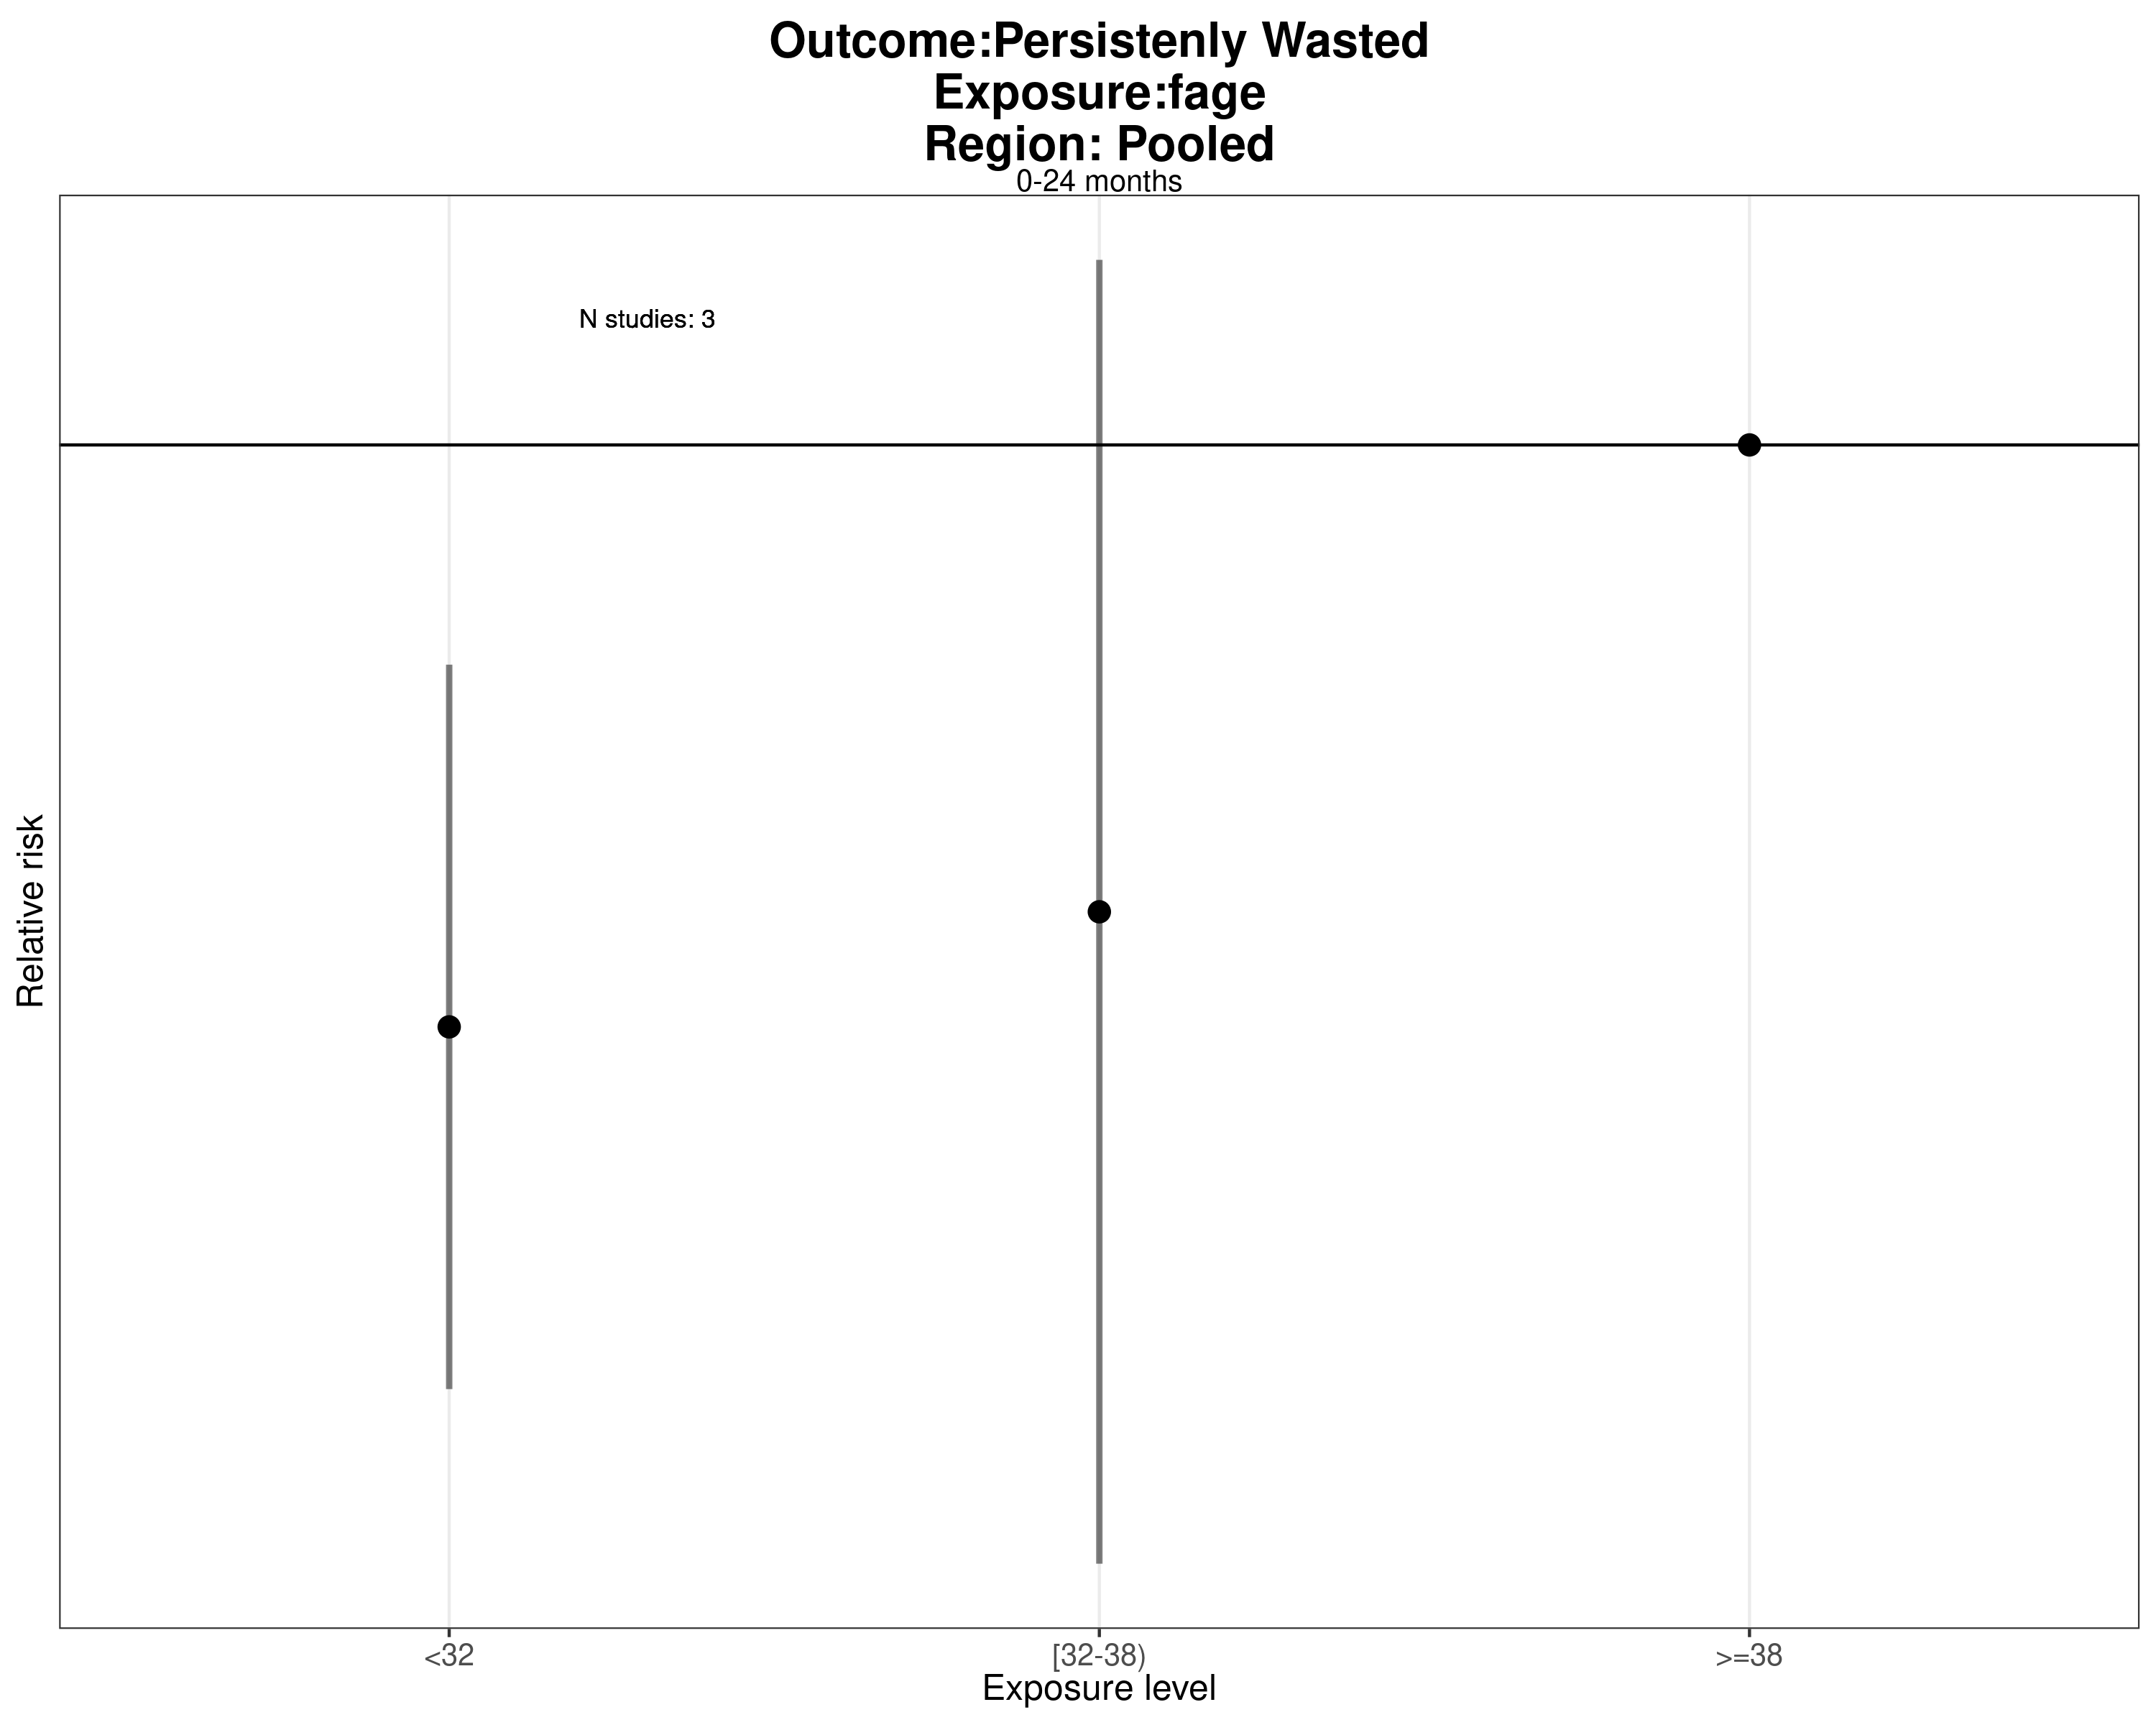 Outcome:Persistenly Wasted
Exposure:fage
Region: Pooled
0-24 months
N studies: 3
Relative risk
<32
[32-38)
>=38
Exposure level